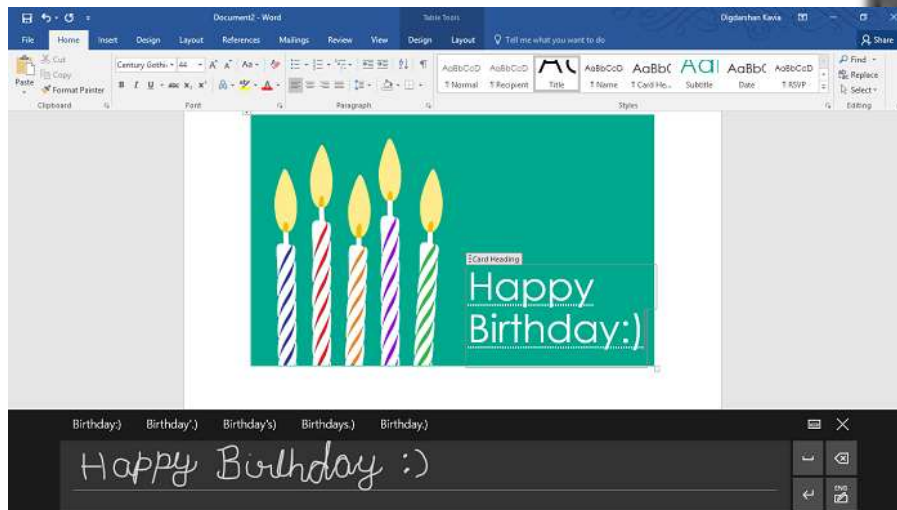 Document2 - Word
Table Tools
Digdarshan Kavia
File Home Insert Design Layout References Mailings Review View Design Layout Tell me what you want to do Share
Paste
Cut
Copy
Format Painter
Century Gothi 44
Clipboard Font Paragraph Styles Editing
AaBbCcD AaBbCcD AaBbCcD AaBbC AaBbC AaBbCcD
¶ Normal ¶ Recipient Title ¶ Name ¶ Card He... Subtitle Date ¶ RSVP
Find
Replace
Select
Card Heading
Happy
Birthday:)
Birthday:) Birthday'.) Birthday's) Birthdays.) Birthday.)
Happy Birthday :)
ENG